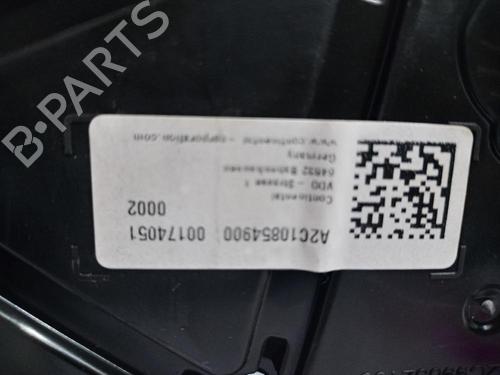 A2C10854900 00174051
0002
Continental
VDO - Strasse 1
64832 Babenhausen
Germany
www.continental - corporation.com
B-PARTS